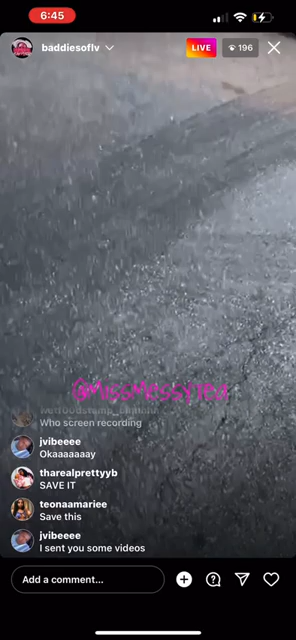 6:45
baddiesoflv
LIVE
196
@MissMessyTea
Who screen recording
jvibeeee
Okaaaaaaay
tharealprettyyb
SAVE IT
teonaamariee
Save this
jvibeeee
I sent you some videos
Add a comment...